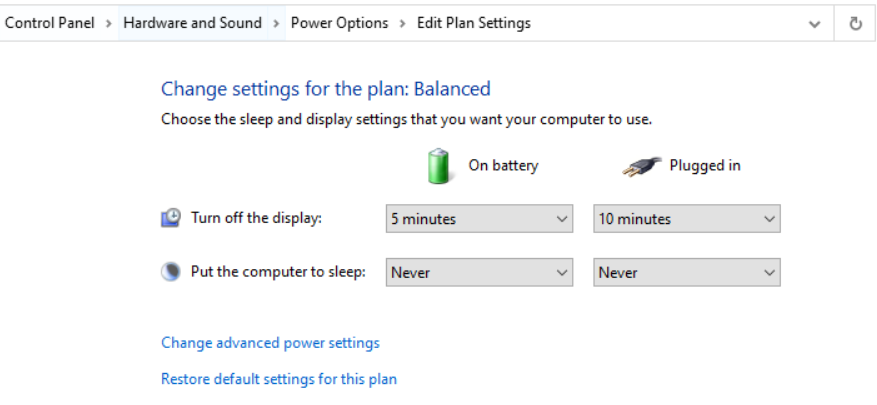 Control Panel > Hardware and Sound > Power Options > Edit Plan Settings
Change settings for the plan: Balanced
Choose the sleep and display settings that you want your computer to use.
On battery Plugged in
Turn off the display: 5 minutes 10 minutes
Put the computer to sleep: Never Never
Change advanced power settings
Restore default settings for this plan